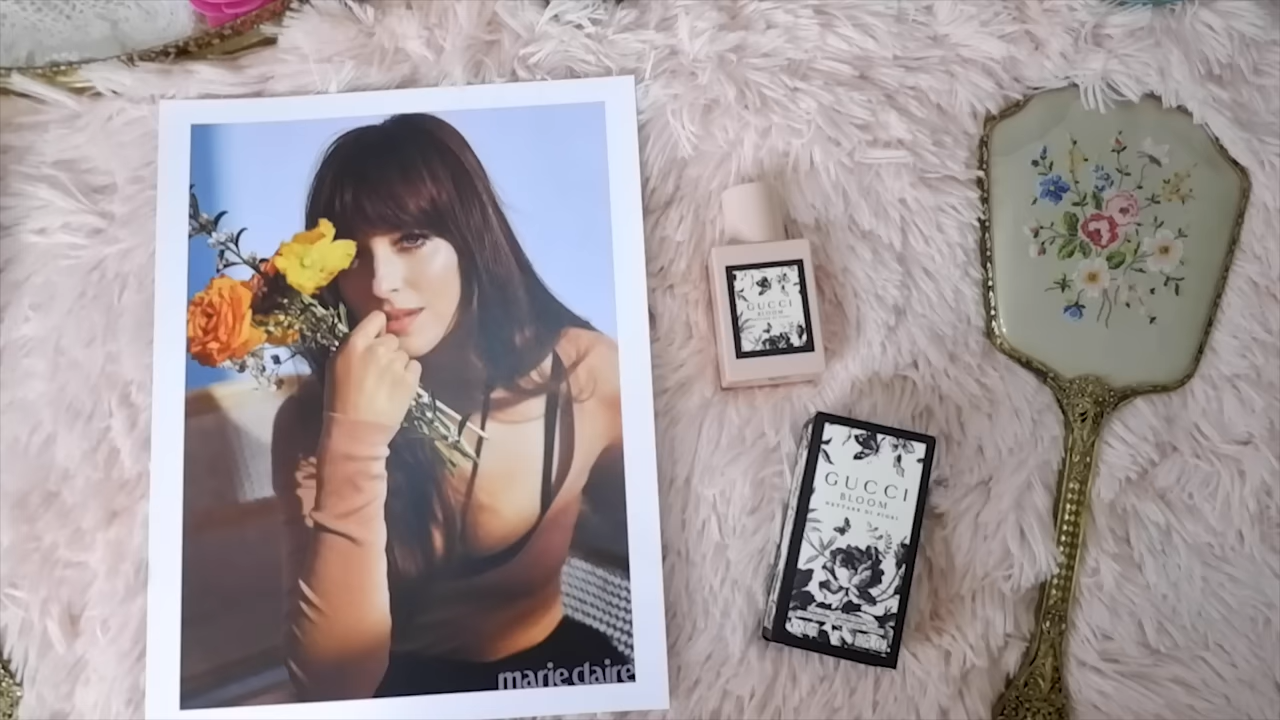 marie claire
GUCCI
BLOOM
GUCCI
BLOOM
NETTARE DI FIORI